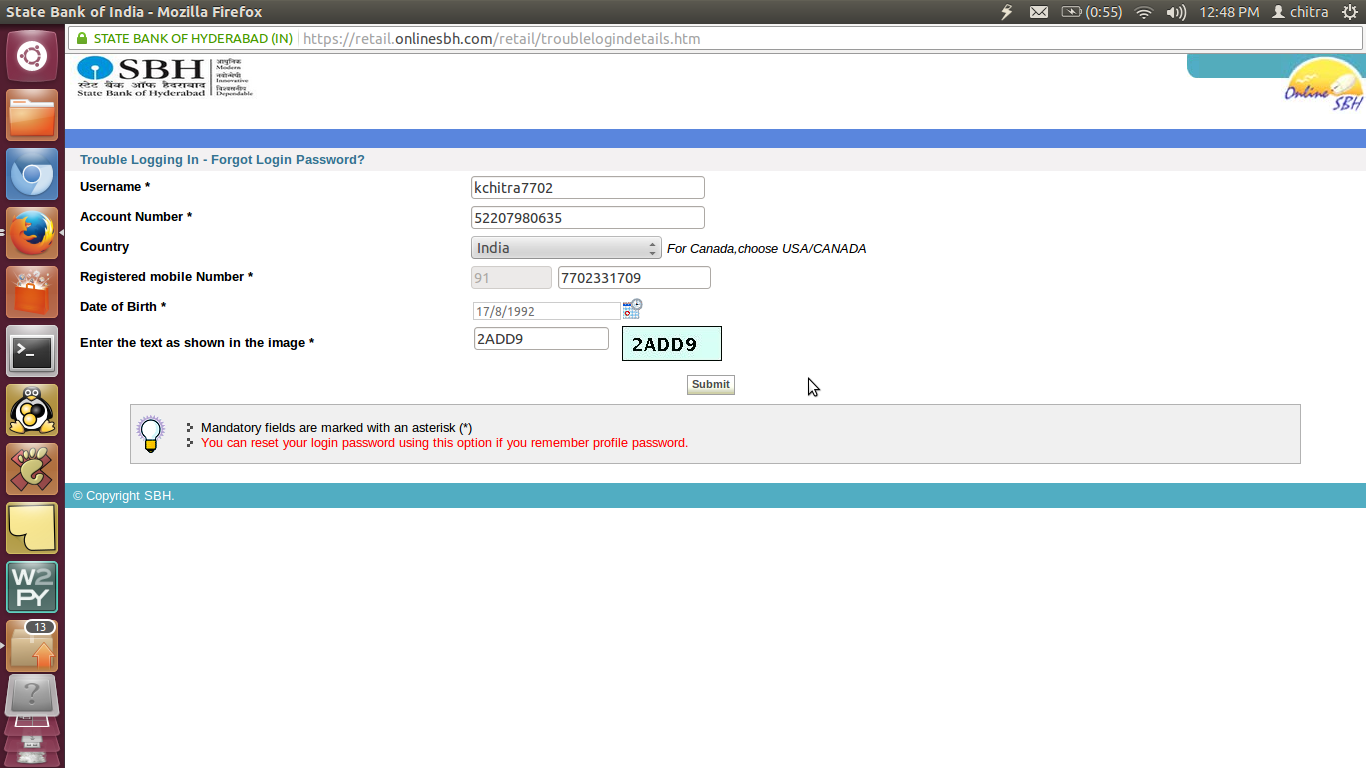 State Bank of India - Mozilla Firefox
(0:55)
12:48 PM
chitra
STATE BANK OF HYDERABAD (IN)
https://retail.onlinesbh.com/retail/troublelogindetails.htm
SBH
स्टेट बैंक ऑफ हैदराबाद
State Bank of Hyderabad
आधुनिक
Modern
नवोन्मेषी
Innovative
विश्वसनीय
Dependable
Online
SBH
Trouble Logging In - Forgot Login Password?
Username *
kchitra7702
Account Number *
52207980635
Country
India
For Canada,choose USA/CANADA
Registered mobile Number *
91
7702331709
Date of Birth *
17/8/1992
Enter the text as shown in the image *
2ADD9
2ADD9
Submit
Mandatory fields are marked with an asterisk (*)
You can reset your login password using this option if you remember profile password.
© Copyright SBH.
>_
W2
PY
13
?